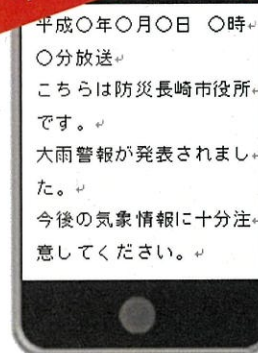 平成〇年〇月〇日　〇時
〇分放送
こちらは防災長崎市役所
です。
大雨警報が発表されまし
た。
今後の気象情報に十分注
意してください。